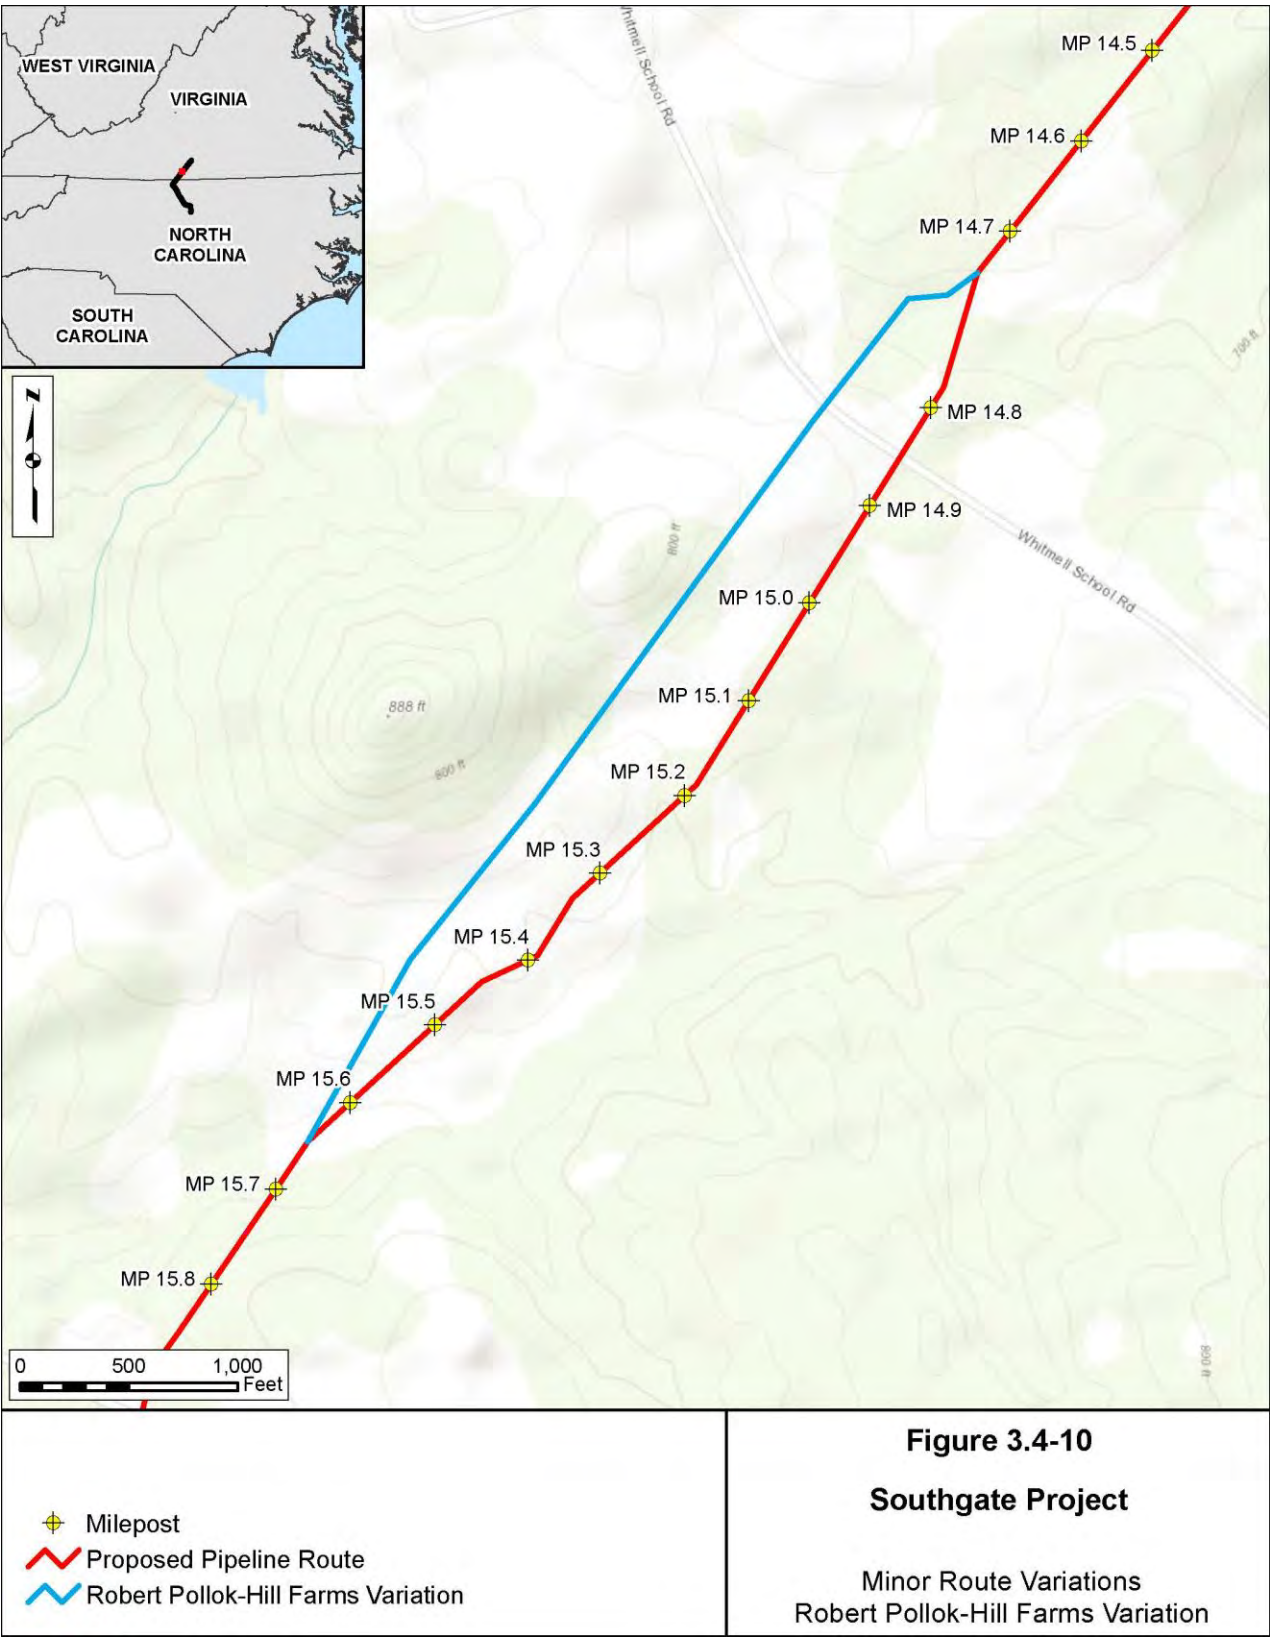 WEST VIRGINIA
VIRGINIA
NORTH
CAROLINA
SOUTH
CAROLINA
N
Whitmell School Rd
MP 14.5
MP 14.6
MP 14.7
700 ft
MP 14.8
MP 14.9
800 ft
Whitmell School Rd
MP 15.0
MP 15.1
888 ft
800 ft
MP 15.2
MP 15.3
MP 15.4
MP 15.5
MP 15.6
MP 15.7
MP 15.8
800 ft
0 500 1,000
Feet
Milepost
Proposed Pipeline Route
Robert Pollok-Hill Farms Variation
Figure 3.4-10
Southgate Project
Minor Route Variations
Robert Pollok-Hill Farms Variation